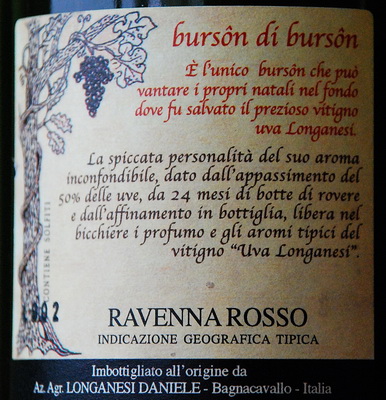 bursôn di bursôn
È l'unico bursôn che può
vantare i propri natali nel fondo
dove fu salvato il prezioso vitigno
uva Longanesi.
La spiccata personalità del suo aroma
inconfondibile, dato dall'appassimento del
50% delle uve, da 24 mesi di botte di rovere
e dall'affinamento in bottiglia, libera nel
bicchiere i profumo e gli aromi tipici del
vitigno "Uva Longanesi".
CONTIENE SOLFITI
RAVENNA ROSSO
INDICAZIONE GEOGRAFICA TIPICA
Imbottigliato all'origine da
Az. Agr. LONGANESI DANIELE - Bagnacavallo - Italia